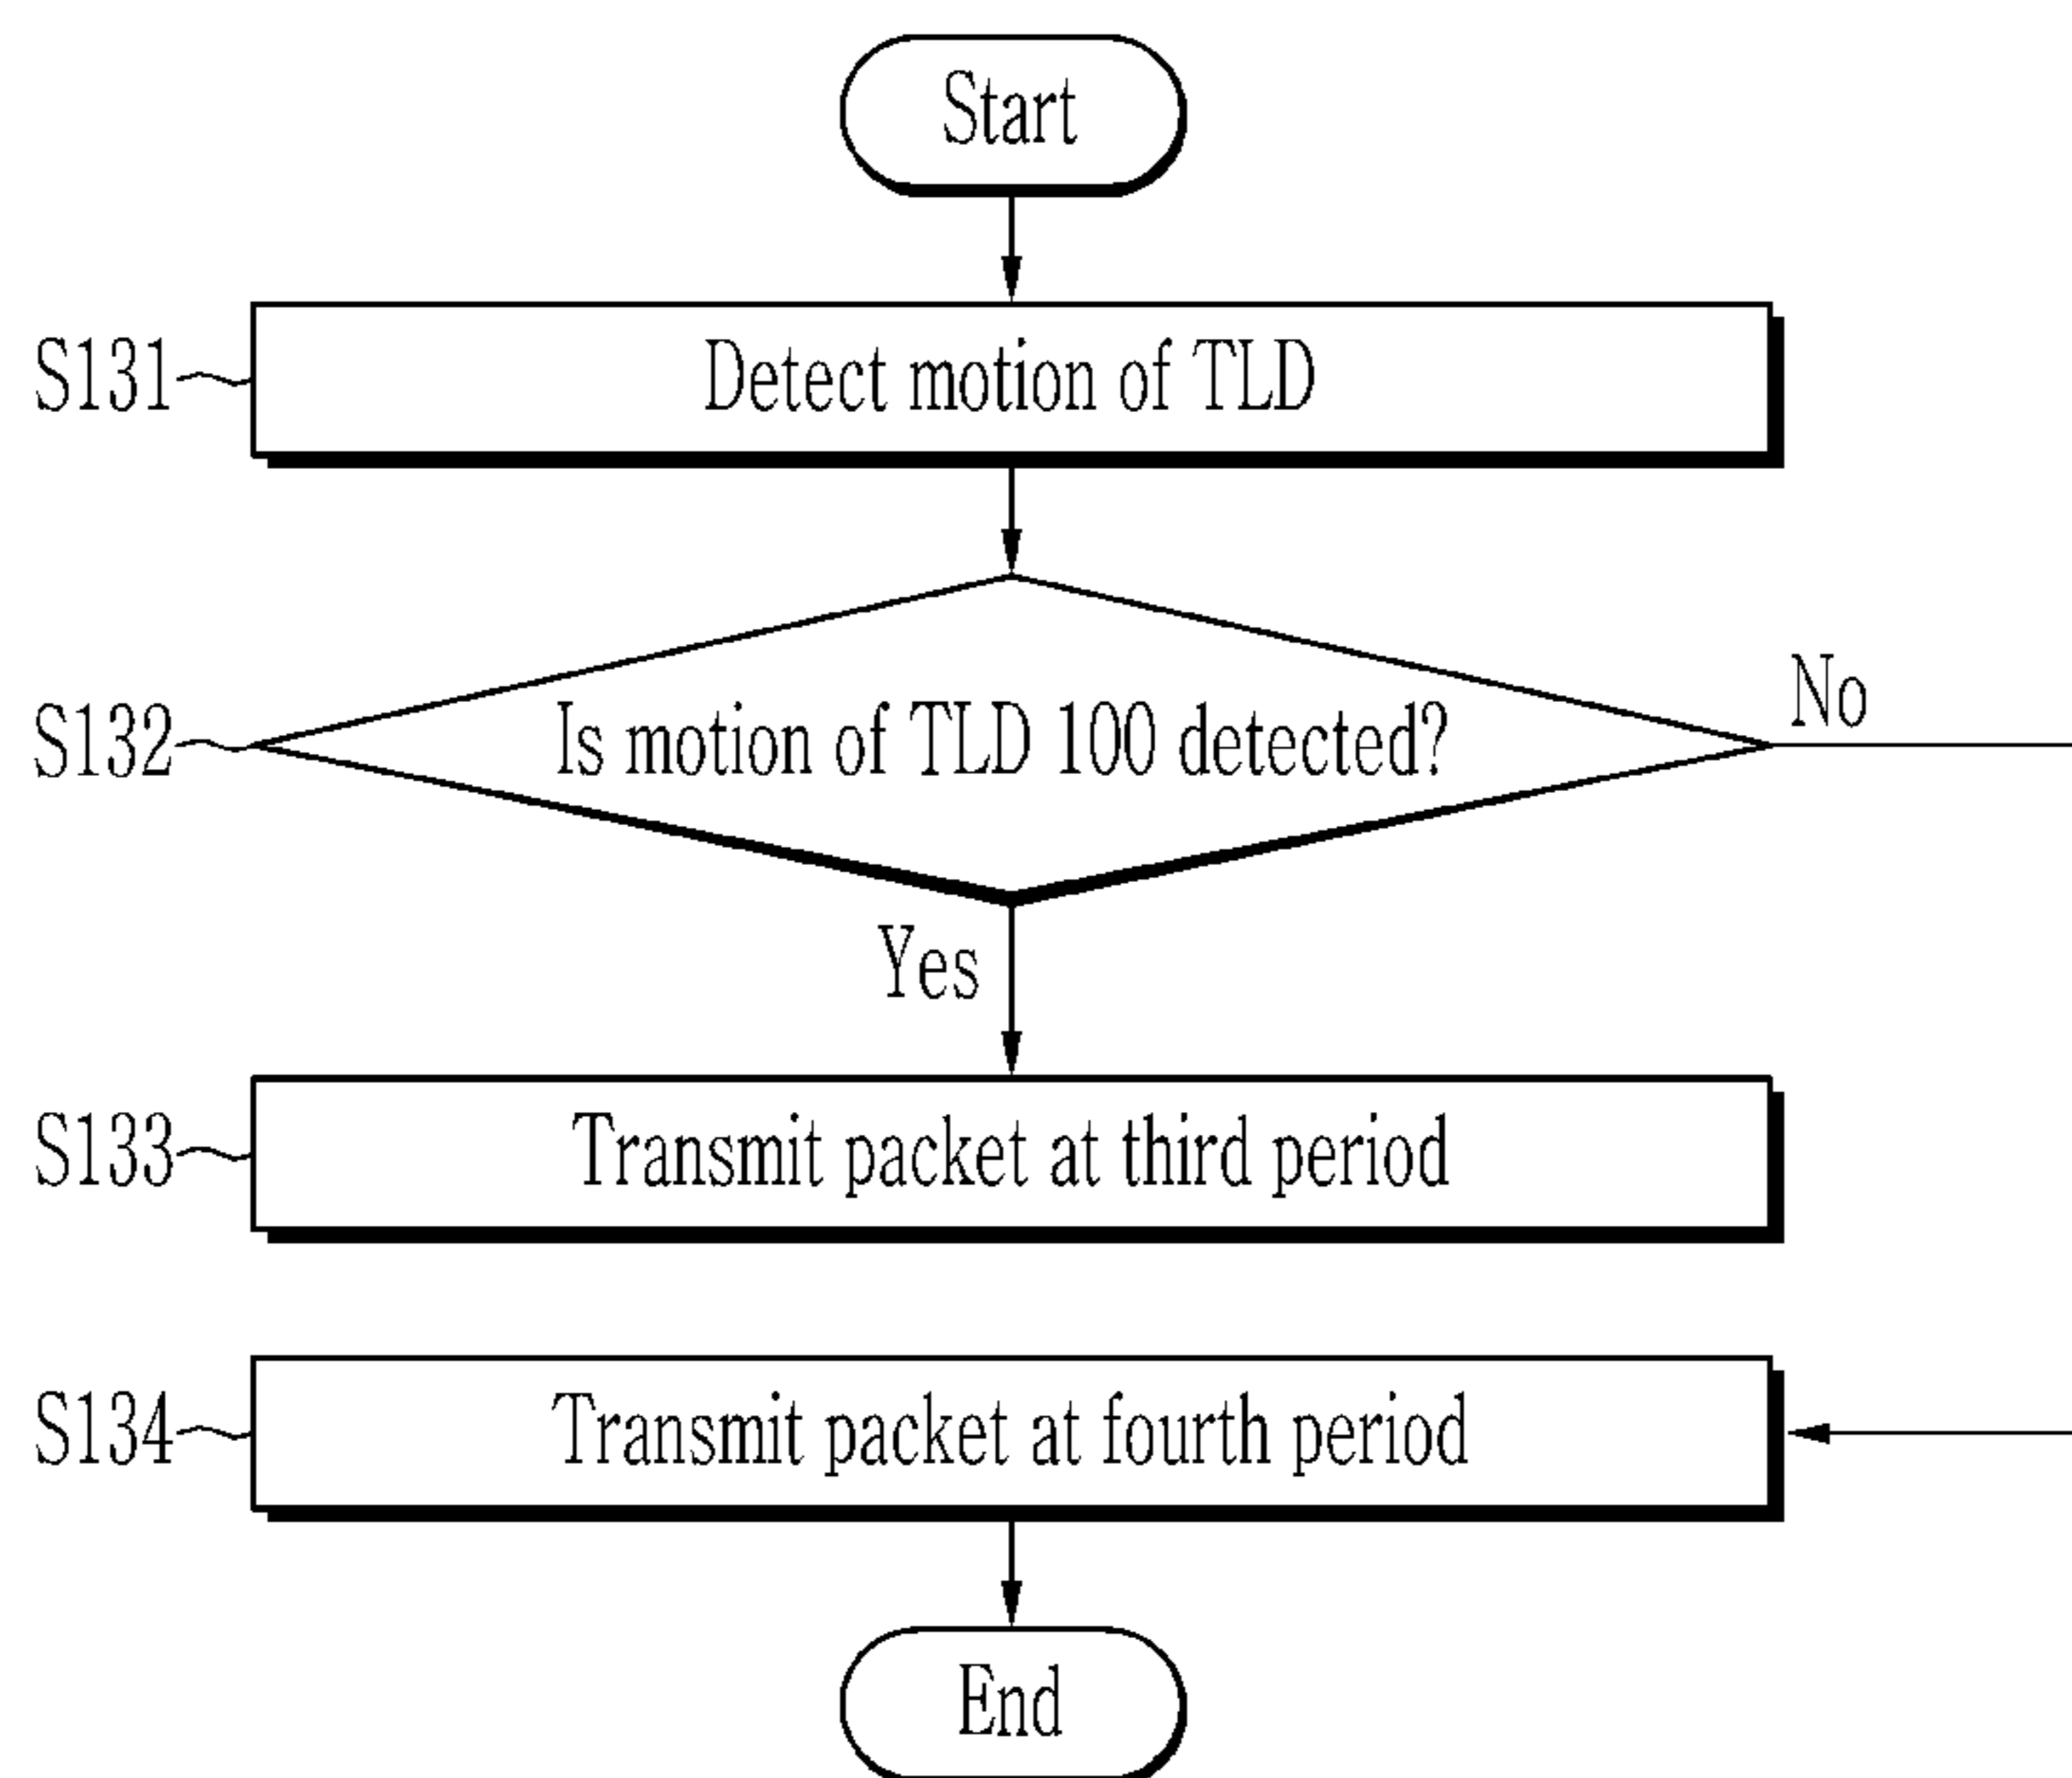 Start
S131
Detect motion of TLD
S132
Is motion of TLD 100 detected?
No
Yes
S133
Transmit packet at third period
S134
Transmit packet at fourth period
End